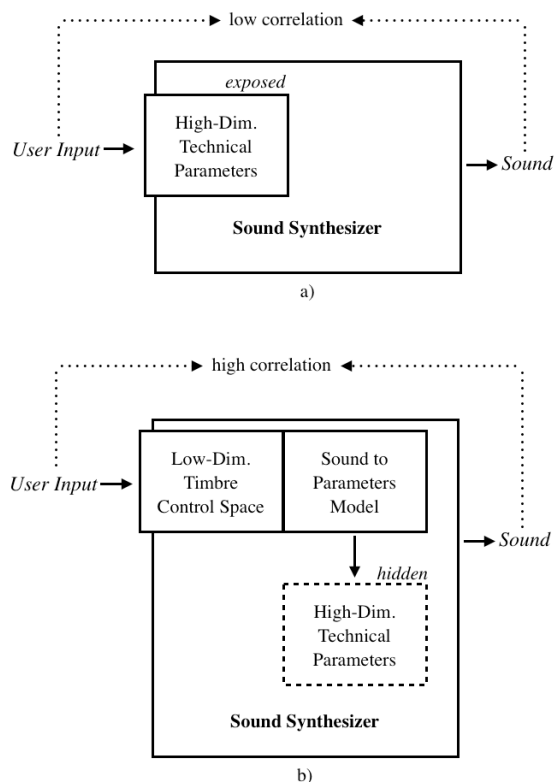 low correlation
exposed
User Input
High-Dim.
Technical
Parameters
Sound
Sound Synthesizer
a)
high correlation
User Input
Low-Dim.
Timbre
Control Space
Sound to
Parameters
Model
Sound
hidden
High-Dim.
Technical
Parameters
Sound Synthesizer
b)